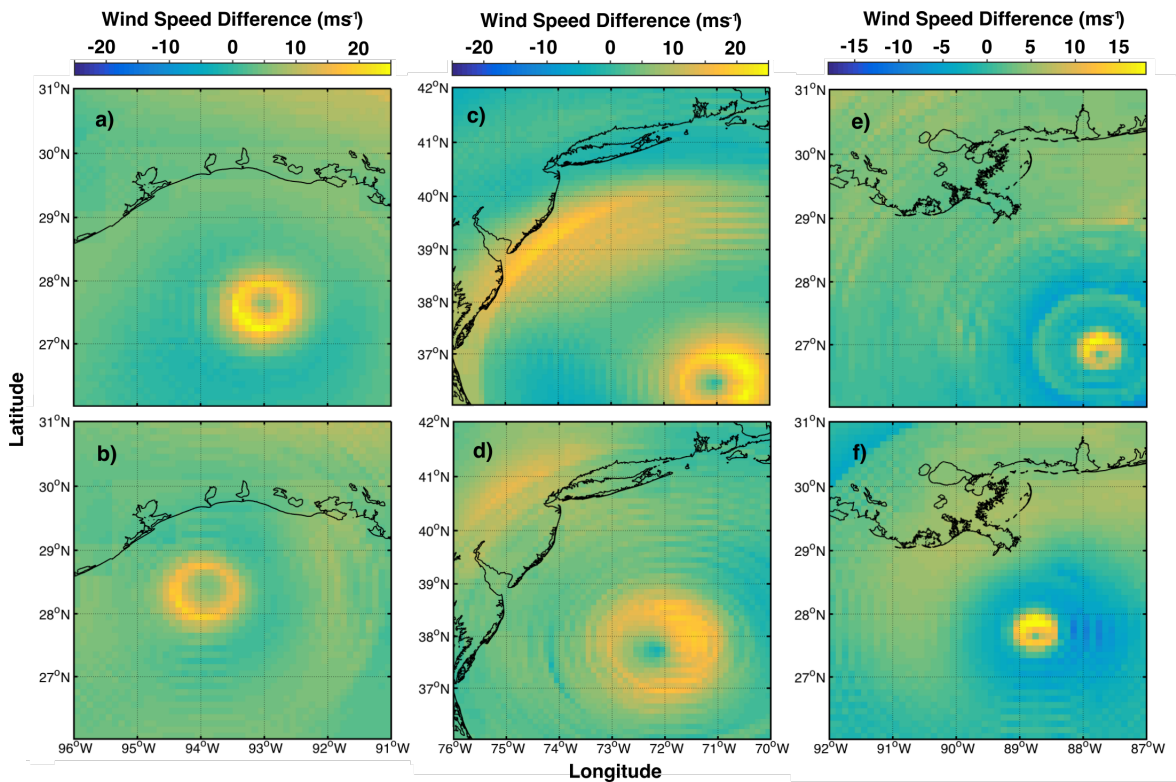 Wind Speed Difference (ms-1) Wind Speed Difference (ms-1) Wind Speed Difference (ms-1)
-20 -10 0 10 20 -20 -10 0 10 20 -15 -10 -5 0 5 10 15
31°N 42°N 31°N
a) c) e)
30°N 41°N 30°N
29°N 40°N 29°N
39°N
28°N 28°N
38°N
27°N 37°N 27°N
Latitude
31°N 42°N 31°N
b) d) f)
30°N 41°N 30°N
40°N
29°N 29°N
39°N
28°N 28°N
38°N
27°N 37°N 27°N
96°W 95°W 94°W 93°W 92°W 91°W 76°W 75°W 74°W 73°W 72°W 71°W 70°W 92°W 91°W 90°W 89°W 88°W 87°W
Longitude